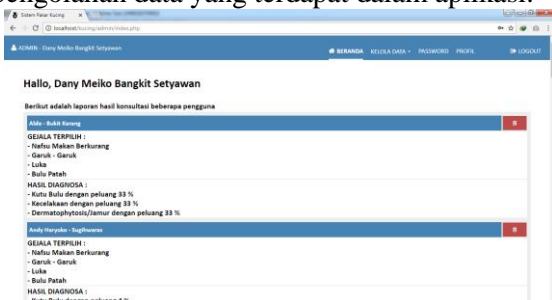 pengolahan data yang terdapat dalam aplikasi.
Sistem Pakar Kucing
localhost/kucing/admin/index.php
ADMIN - Dany Meiko Bangkit Setyawan
BERANDA KELOLA DATA PASSWORD PROFIL LOGOUT
Hallo, Dany Meiko Bangkit Setyawan
Berikut adalah laporan hasil konsultasi beberapa pengguna
Aldo - Bukit Karang
GEJALA TERPILIH :
- Nafsu Makan Berkurang
- Garuk - Garuk
- Luka
- Bulu Patah
HASIL DIAGNOSA :
- Kutu Bulu dengan peluang 33 %
- Kecelakaan dengan peluang 33 %
- Dermatophytosis/Jamur dengan peluang 33 %
Andy Haryoko - Sugihwaras
GEJALA TERPILIH :
- Nafsu Makan Berkurang
- Garuk - Garuk
- Luka
- Bulu Patah
HASIL DIAGNOSA :